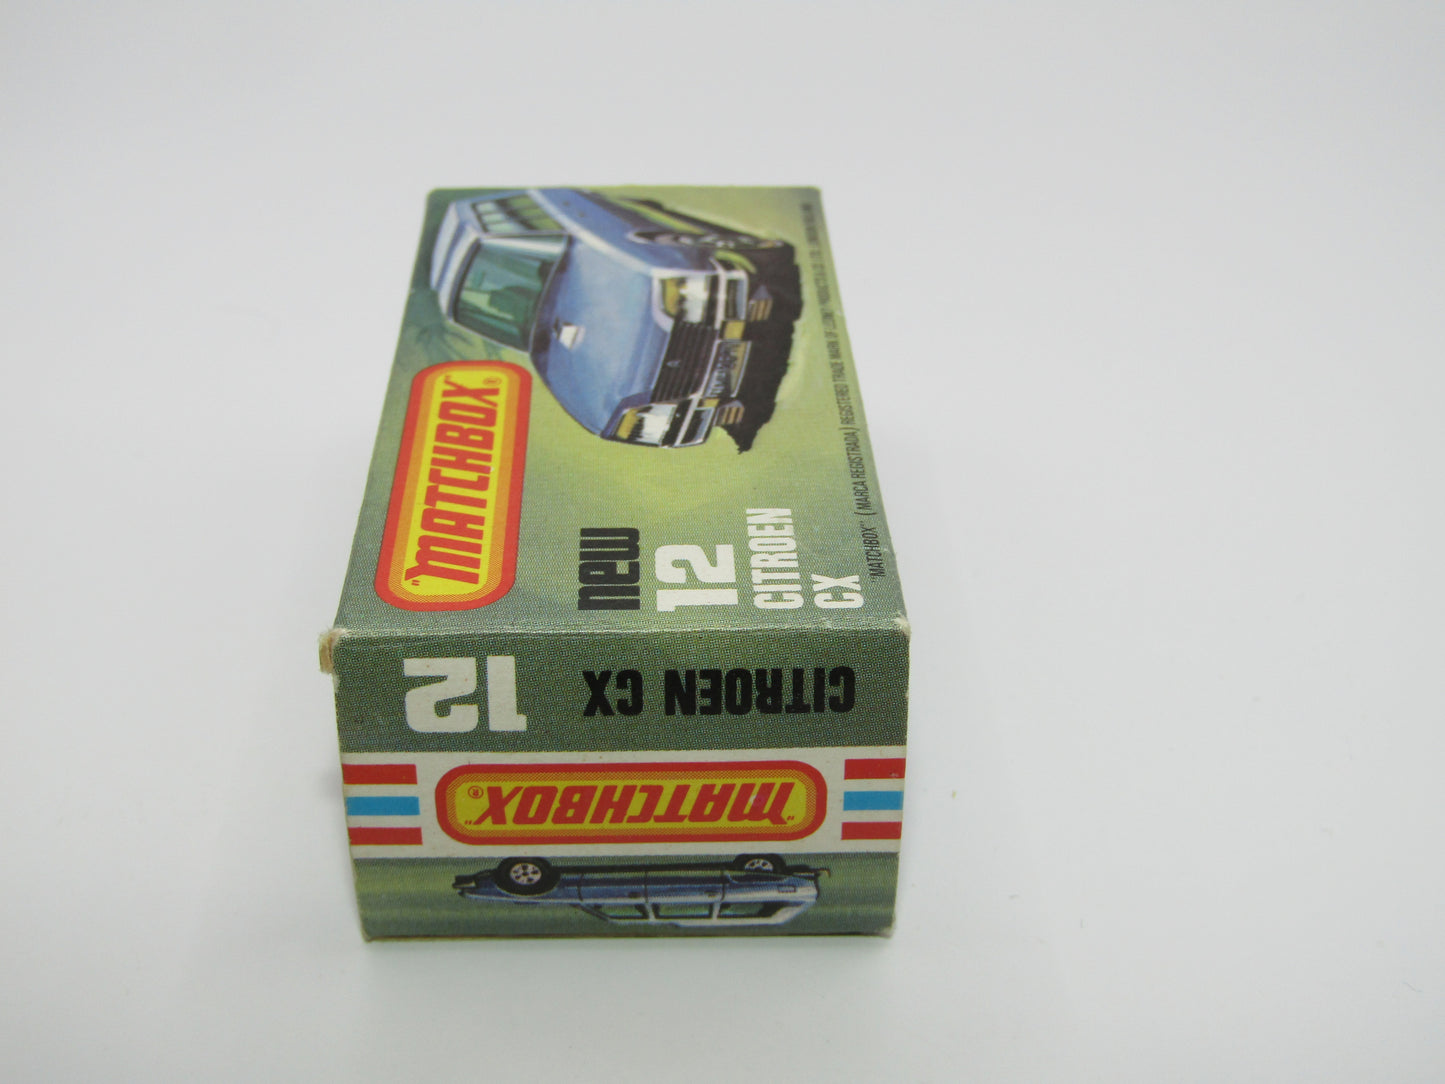 "MATCHBOX"®
new
12
CITROEN
CX
"MATCHBOX" (MARCA REGISTRADA) REGISTERED TRADE MARK OF LESNEY PRODUCTS & CO. LTD. LONDON ENGLAND
12 CITROEN CX
"MATCHBOX"®